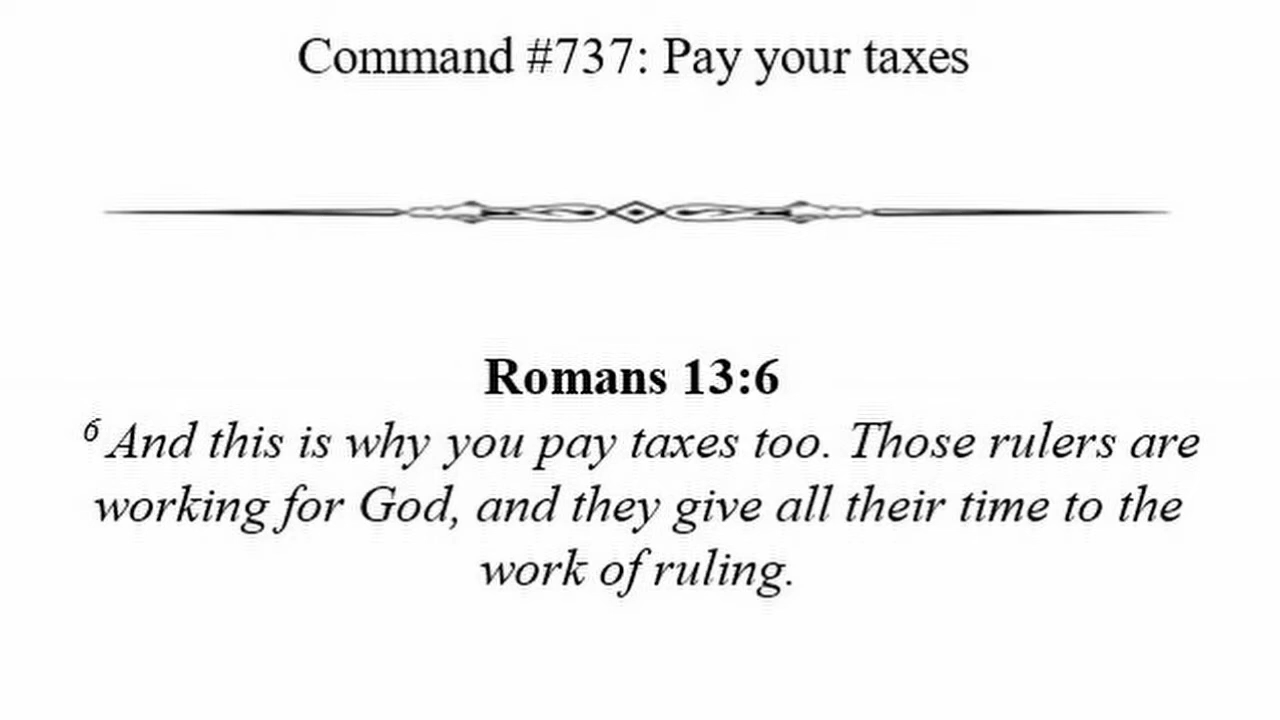 Command #737: Pay your taxes
Romans 13:6
6 And this is why you pay taxes too. Those rulers are
working for God, and they give all their time to the
work of ruling.